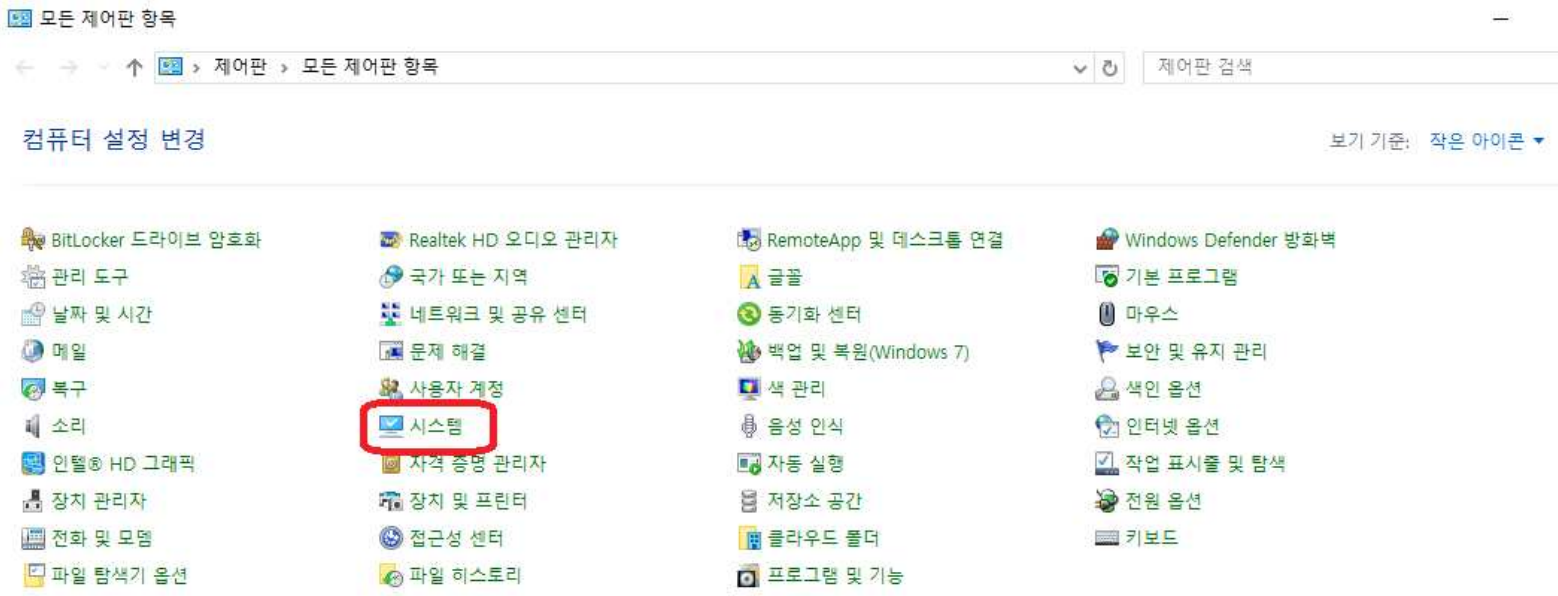 모든 제어판 항목
제어판 › 모든 제어판 항목
제어판 검색
컴퓨터 설정 변경
보기 기준: 작은 아이콘
BitLocker 드라이브 암호화
Realtek HD 오디오 관리자
RemoteApp 및 데스크톱 연결
Windows Defender 방화벽
관리 도구
국가 또는 지역
글꼴
기본 프로그램
날짜 및 시간
네트워크 및 공유 센터
동기화 센터
마우스
메일
문제 해결
백업 및 복원(Windows 7)
보안 및 유지 관리
복구
사용자 계정
색 관리
색인 옵션
소리
시스템
음성 인식
인터넷 옵션
인텔® HD 그래픽
자격 증명 관리자
자동 실행
작업 표시줄 및 탐색
장치 관리자
장치 및 프린터
저장소 공간
전원 옵션
전화 및 모뎀
접근성 센터
클라우드 폴더
키보드
파일 탐색기 옵션
파일 히스토리
프로그램 및 기능